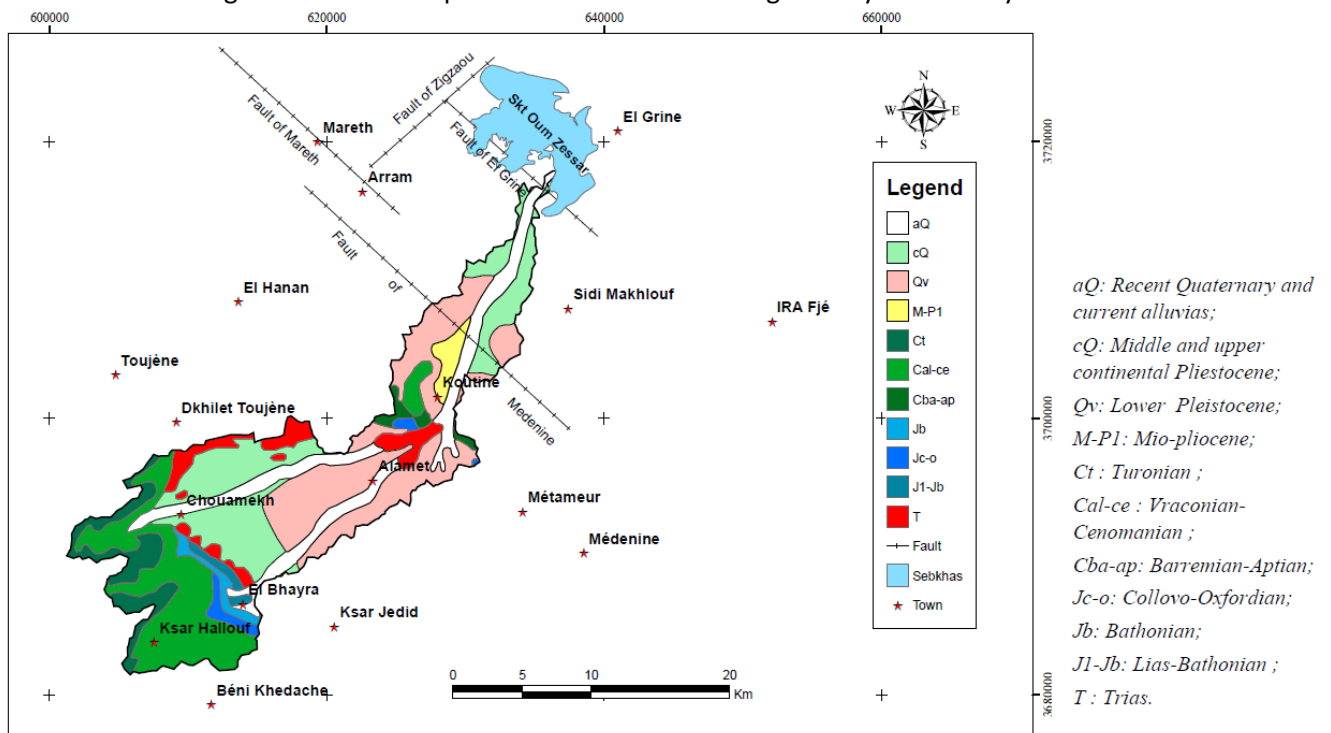 600000
620000
640000
660000
Fault of Zigzaou
Fault of Mareth
Mareth
Skt Oum Zessar
El Grine
Fault of El Grine
Arram
3720000
N
W
E
S
Legend
aQ
cQ
Qv
M-P1
Ct
Cal-ce
Cba-ap
Jb
Jc-o
J1-Jb
T
Fault
Sebkhas
Town
Fault of Medenine
El Hanan
Sidi Makhlouf
IRA Fjé
Toujène
Koutine
Dkhilet Toujène
3700000
Alamet
Chouamekh
Métameur
Médenine
El Bhayra
Ksar Jedid
Ksar Hallouf
Béni Khedache
0 5 10 20
Km
3680000
aQ: Recent Quaternary and
current alluvias;
cQ: Middle and upper
continental Pliestocene;
Qv: Lower Pleistocene;
M-P1: Mio-pliocene;
Ct : Turonian ;
Cal-ce : Vraconian-
Cenomanian ;
Cba-ap: Barremian-Aptian;
Jc-o: Collovo-Oxfordian;
Jb: Bathonian;
J1-Jb: Lias-Bathonian ;
T : Trias.